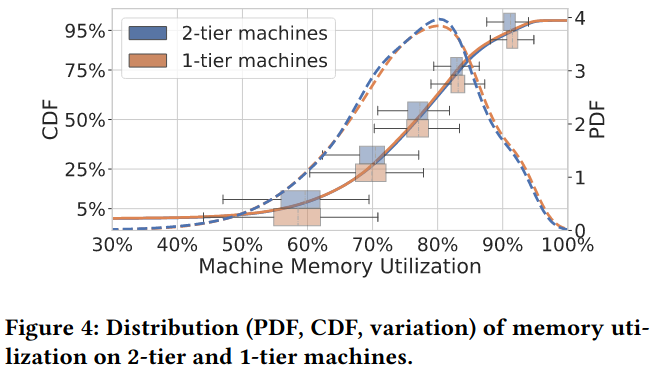 2-tier machines
1-tier machines
95%
75%
50%
25%
5%
CDF
4
3
2
1
0
PDF
30% 40% 50% 60% 70% 80% 90% 100%
Machine Memory Utilization
Figure 4: Distribution (PDF, CDF, variation) of memory uti-
lization on 2-tier and 1-tier machines.